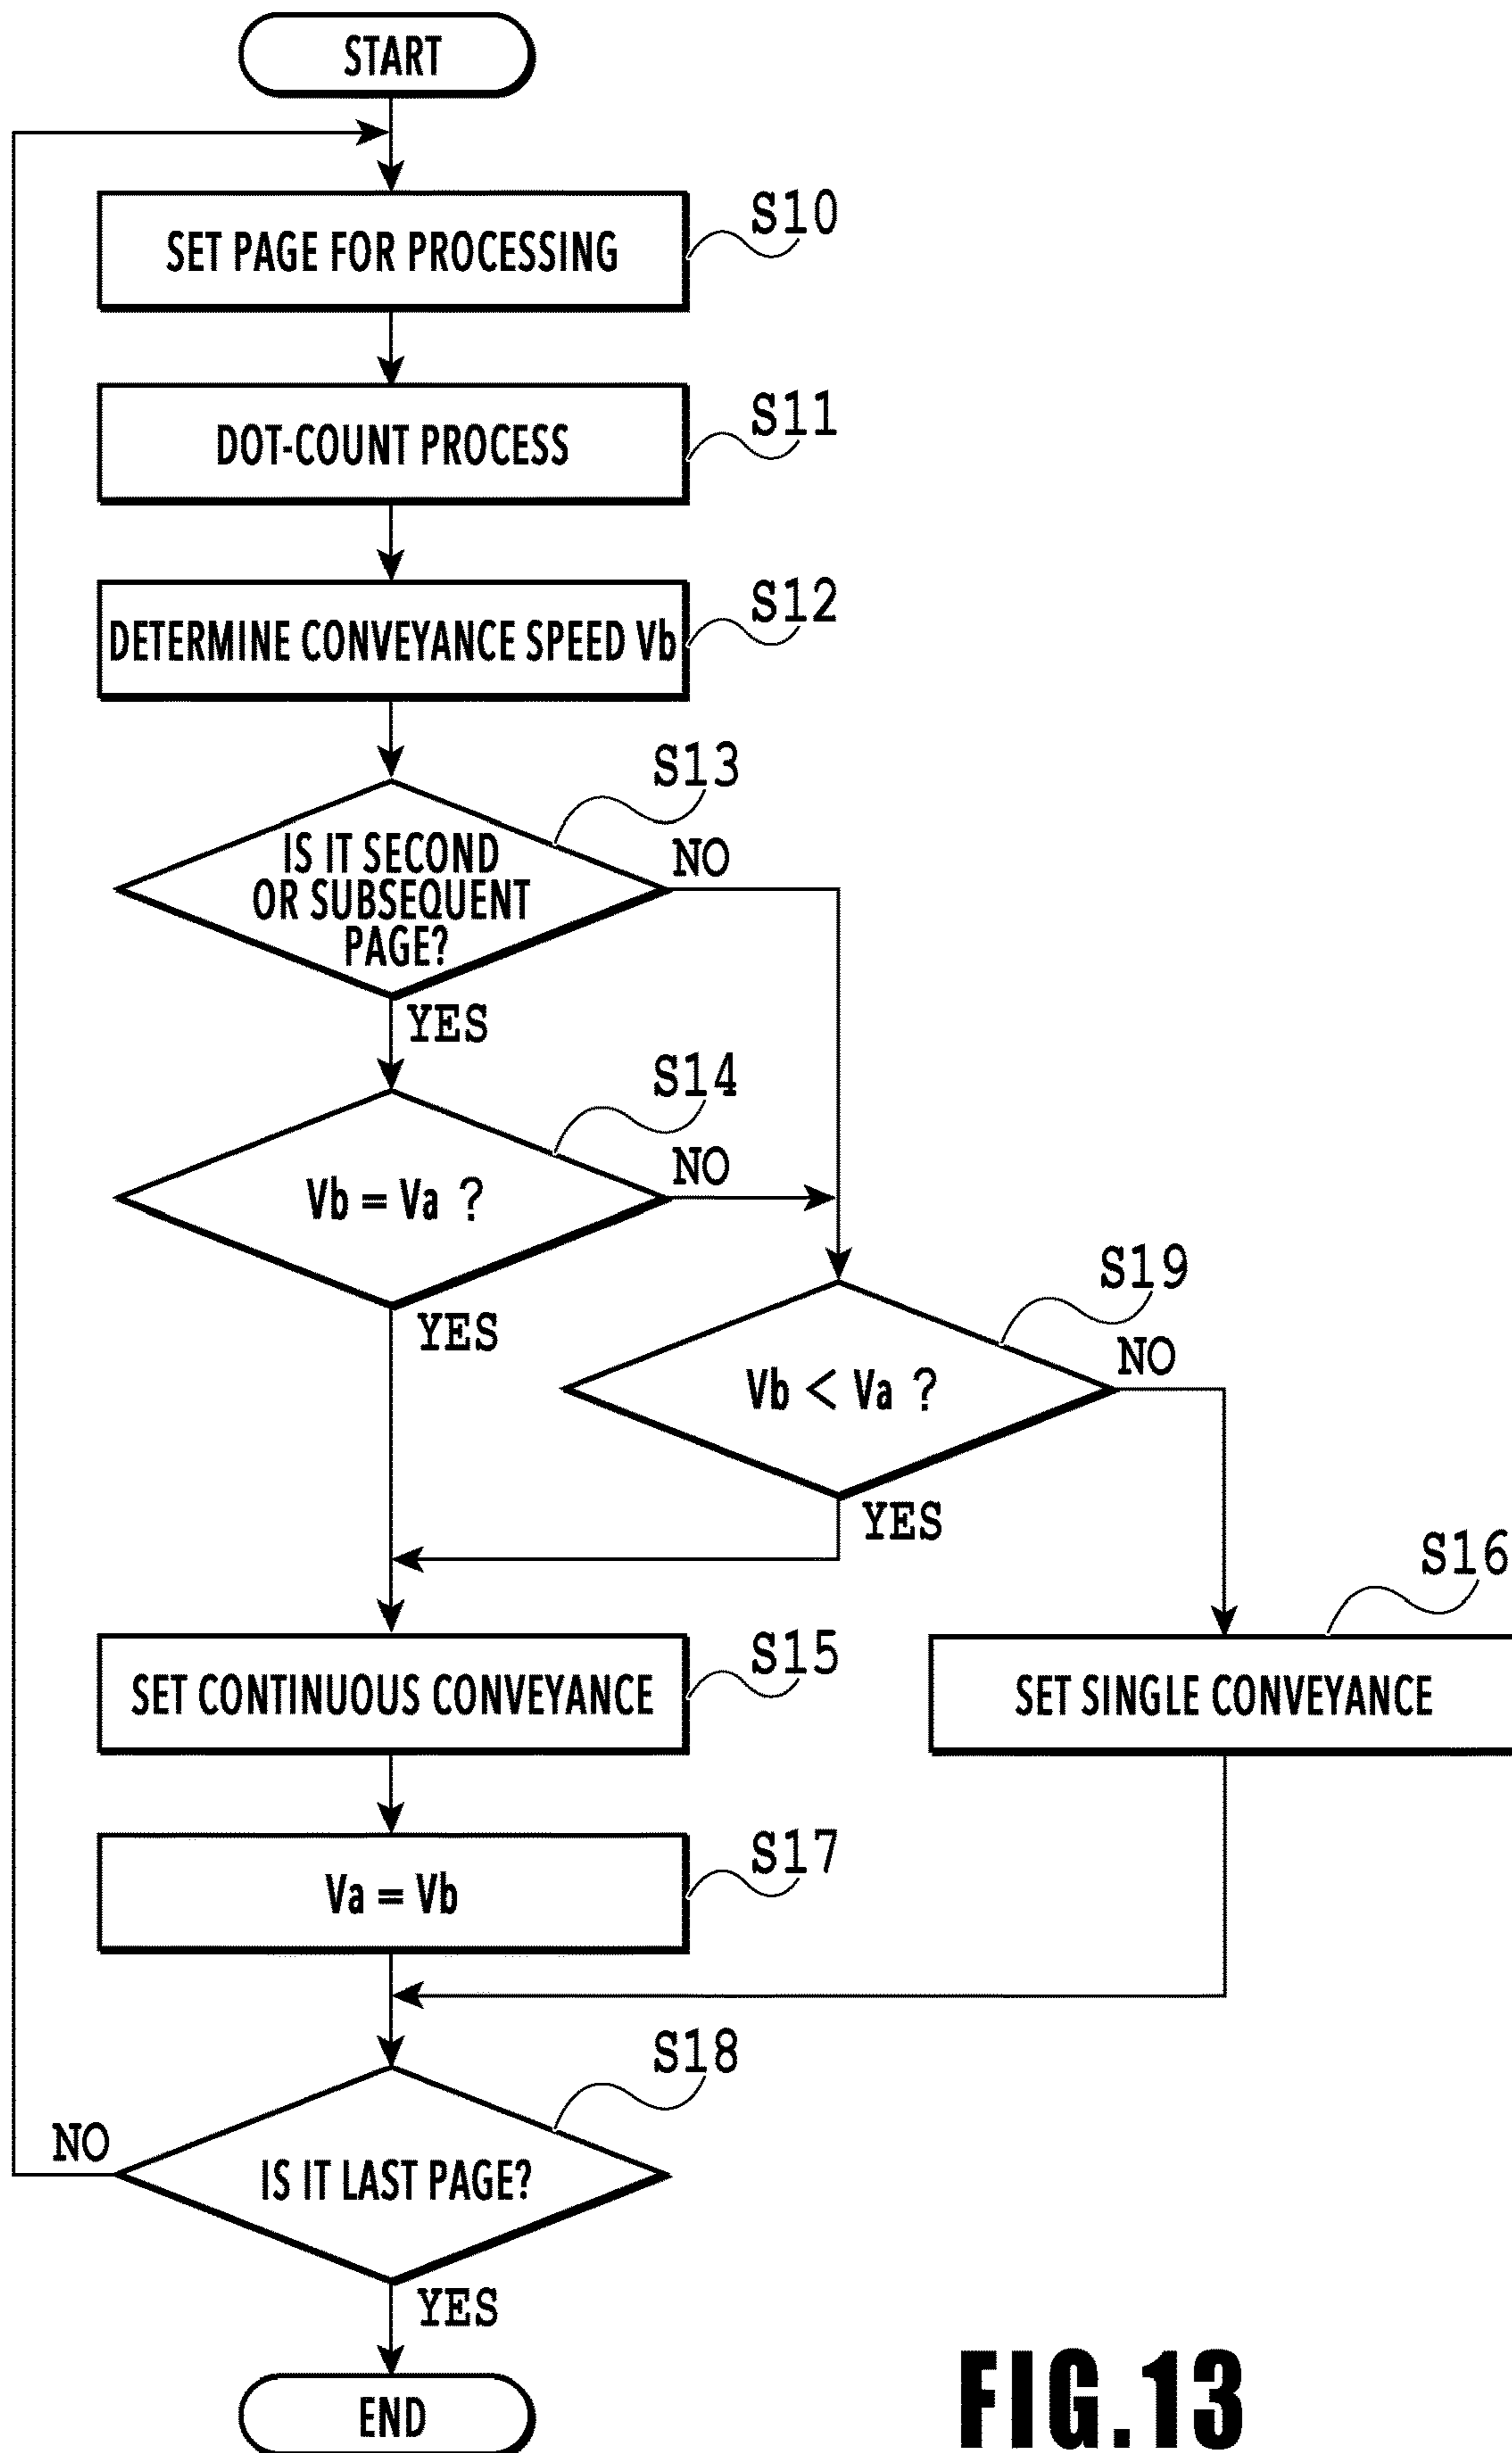 START
SET PAGE FOR PROCESSING
S10
DOT-COUNT PROCESS
S11
DETERMINE CONVEYANCE SPEED Vb
S12
S13
IS IT SECOND
OR SUBSEQUENT
PAGE?
NO
YES
S14
Vb = Va ?
NO
YES
S19
Vb < Va ?
NO
YES
S16
SET CONTINUOUS CONVEYANCE
S15
SET SINGLE CONVEYANCE
Va = Vb
S17
S18
IS IT LAST PAGE?
NO
YES
END
FIG.13